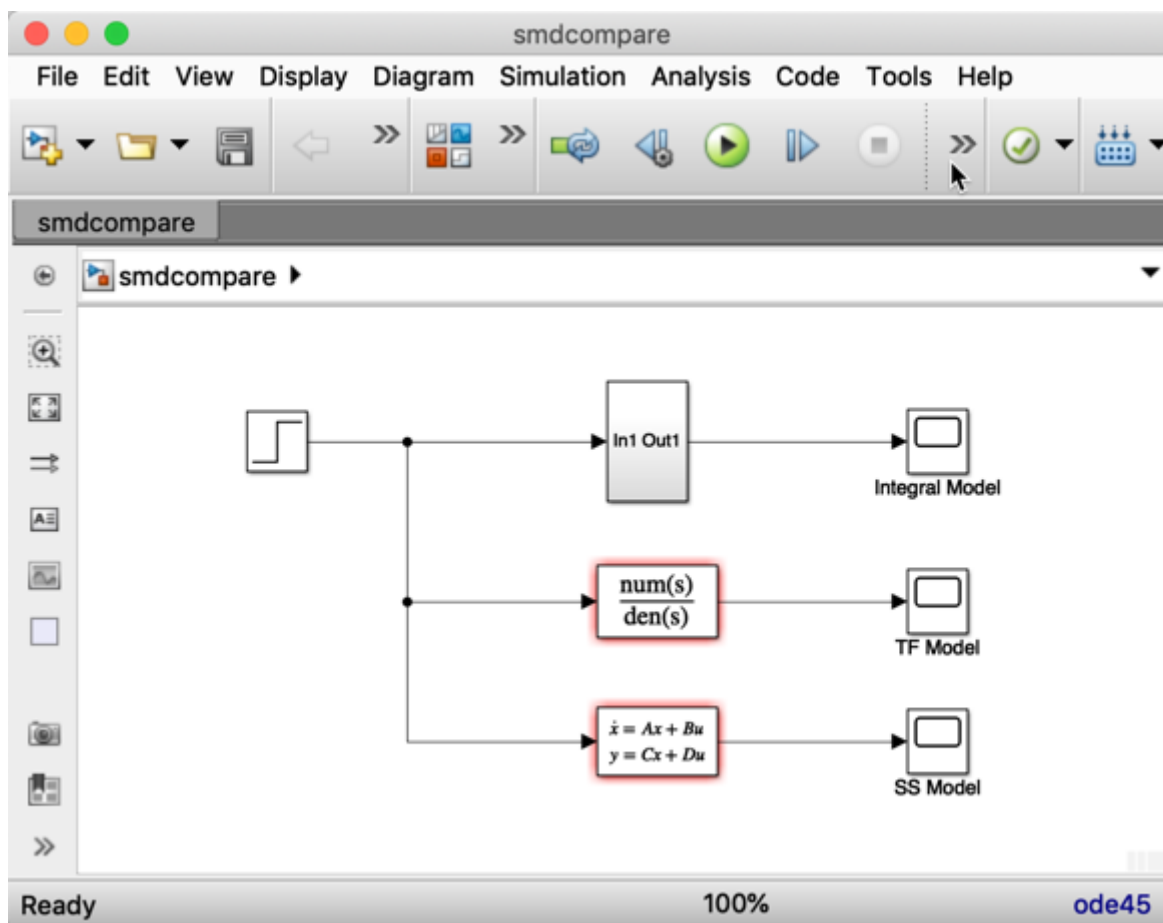 smdcompare
File Edit View Display Diagram Simulation Analysis Code Tools Help
smdcompare
smdcompare
In1 Out1
Integral Model
num(s)
den(s)
TF Model
ẋ = Ax + Bu
y = Cx + Du
SS Model
Ready 100% ode45